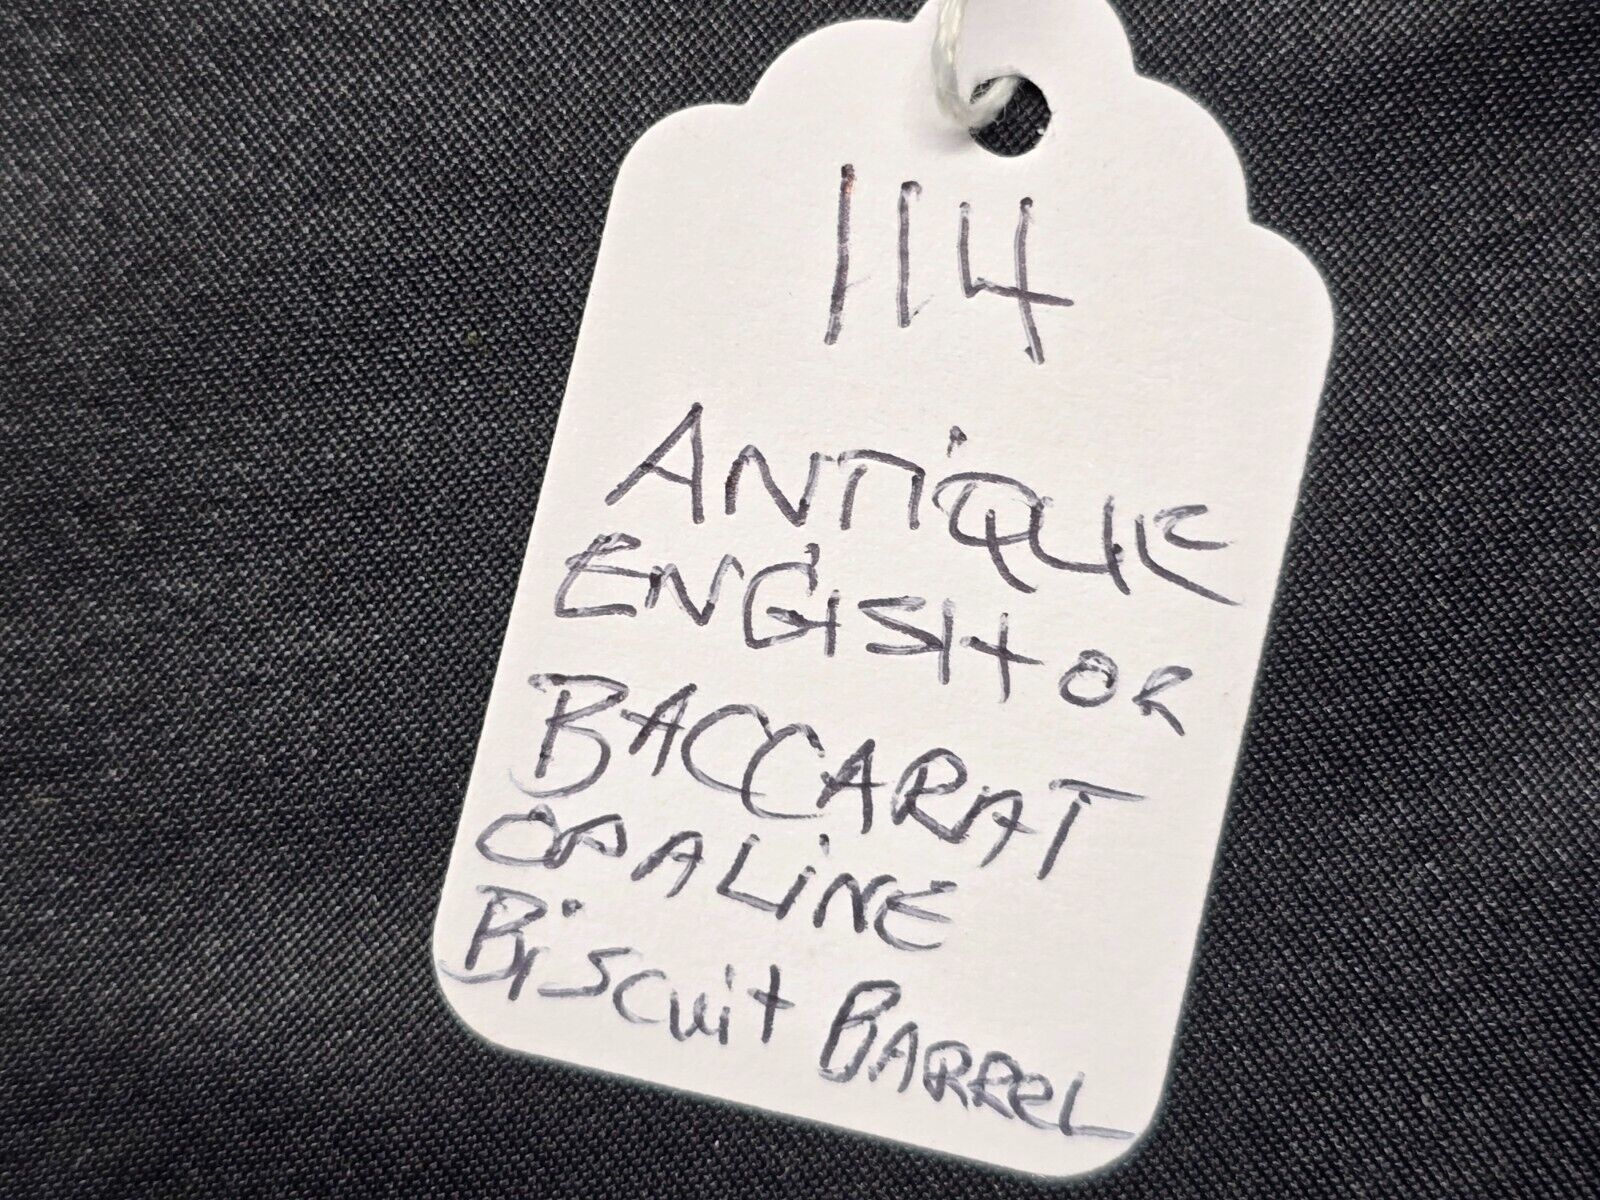 114
ANTiQUE
ENGiSH OR
BACCARAT
OPALiNE
BiSCuit BARReL